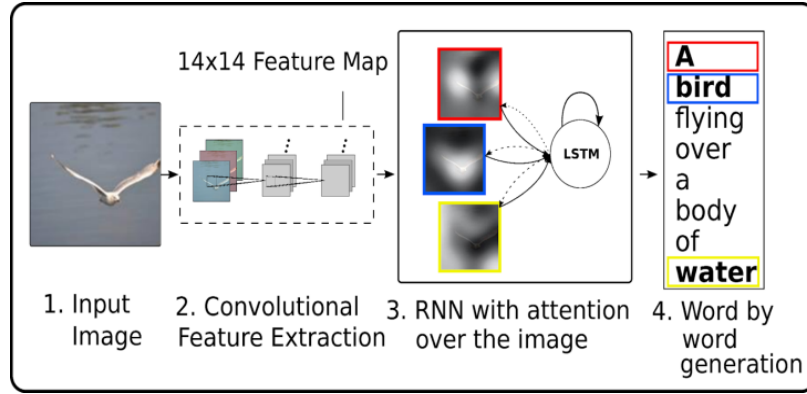 14x14 Feature Map
LSTM
A
bird
flying
over
a
body
of
water
1. Input
Image
2. Convolutional
Feature Extraction
3. RNN with attention
over the image
4. Word by
word
generation